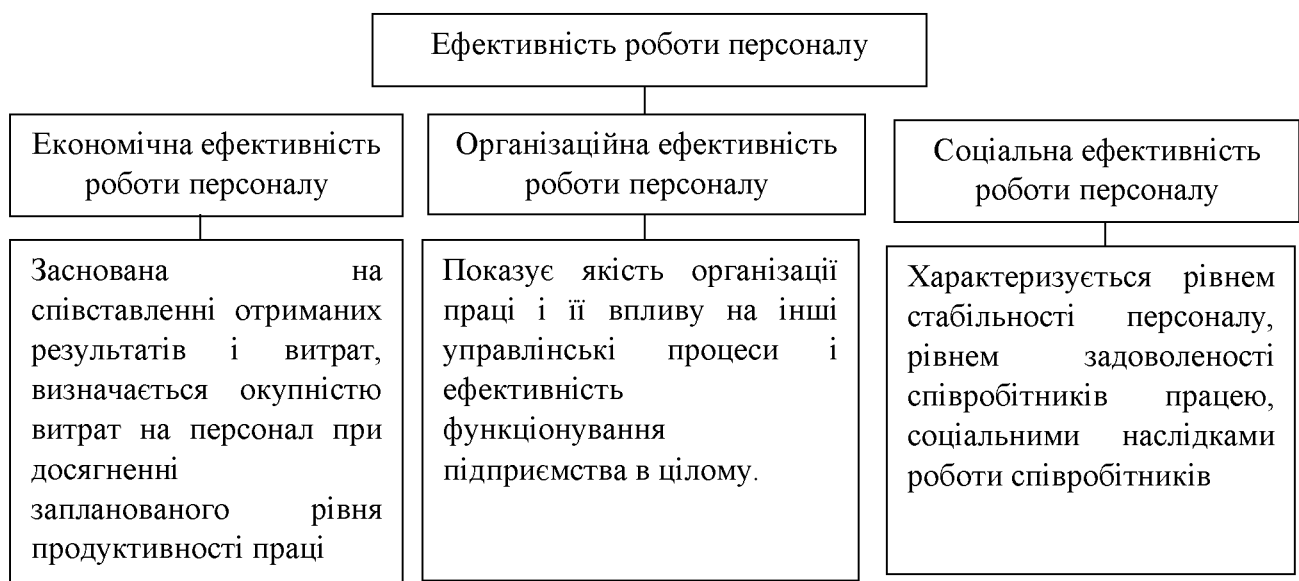 Ефективність роботи персоналу
Економічна ефективність
роботи персоналу
Організаційна ефективність
роботи персоналу
Соціальна ефективність
роботи персоналу
Заснована на
співставленні отриманих
результатів і витрат,
визначається окупністю
витрат на персонал при
досягненні
запланованого рівня
продуктивності праці
Показує якість організації
праці і її впливу на інші
управлінські процеси і
ефективність
функціонування
підприємства в цілому.
Характеризується рівнем
стабільності персоналу,
рівнем задоволеності
співробітників працею,
соціальними наслідками
роботи співробітників